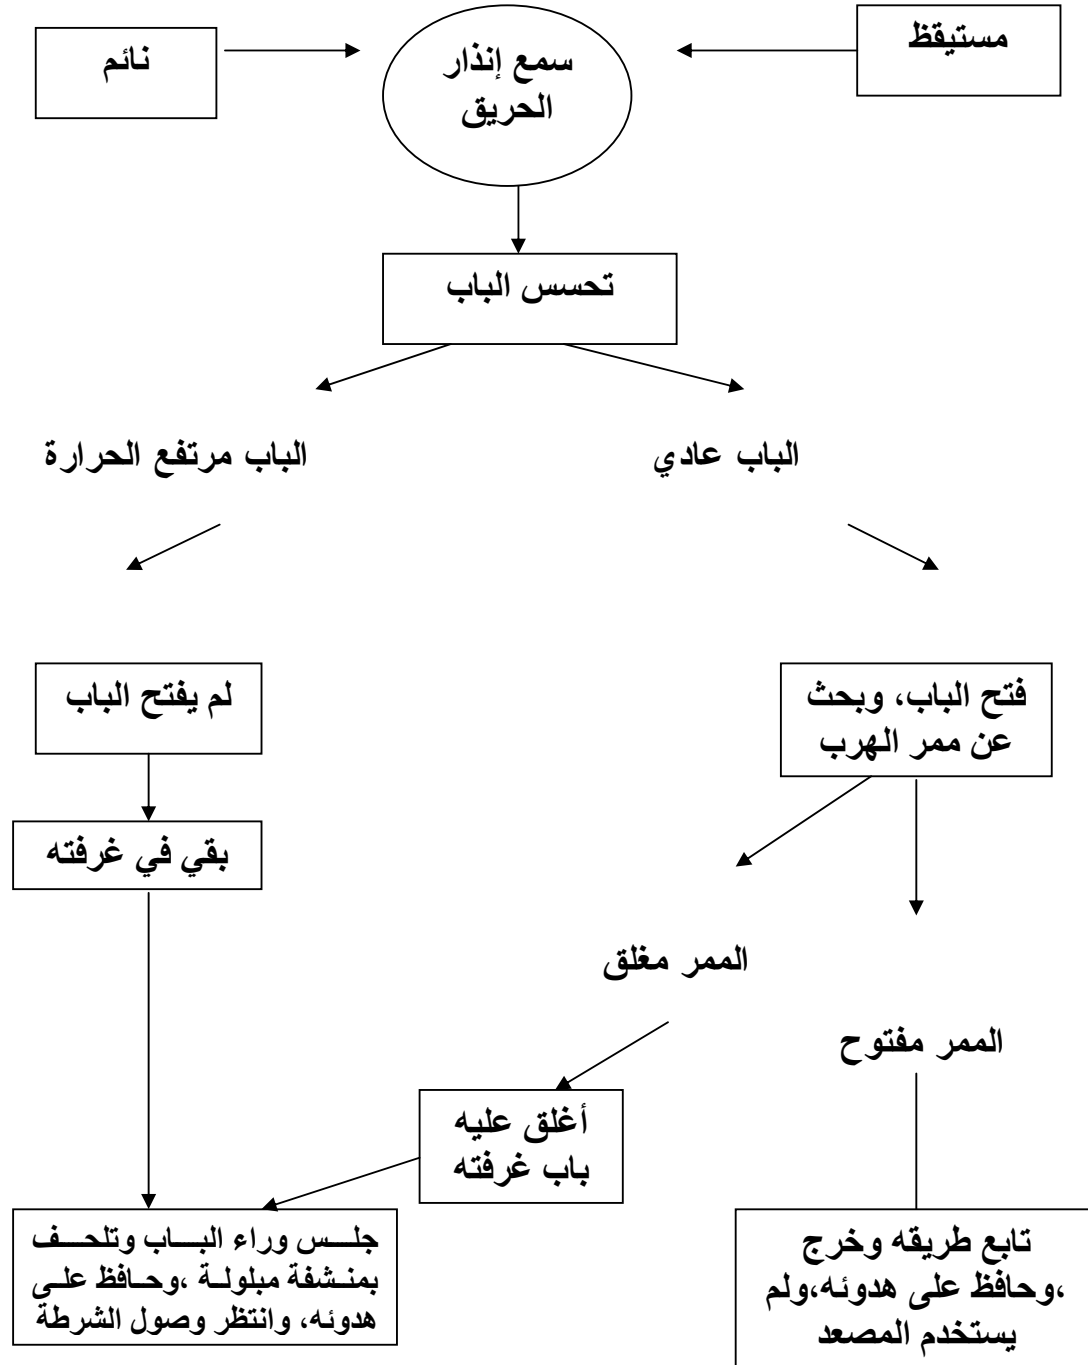 مستيقظ
سمع إنذار
الحريق
نائم
تحسس الباب
الباب عادي
الباب مرتفع الحرارة
فتح الباب، وبحث
عن ممر الهرب
لم يفتح الباب
بقي في غرفته
الممر مغلق
الممر مفتوح
أغلق عليه
باب غرفته
تابع طريقه وخرج
،وحافظ على هدوئه،ولم
يستخدم المصعد
جلس وراء الباب وتلحف
بمنشفة مبلولة ،وحافظ على
هدوئه، وانتظر وصول الشرطة